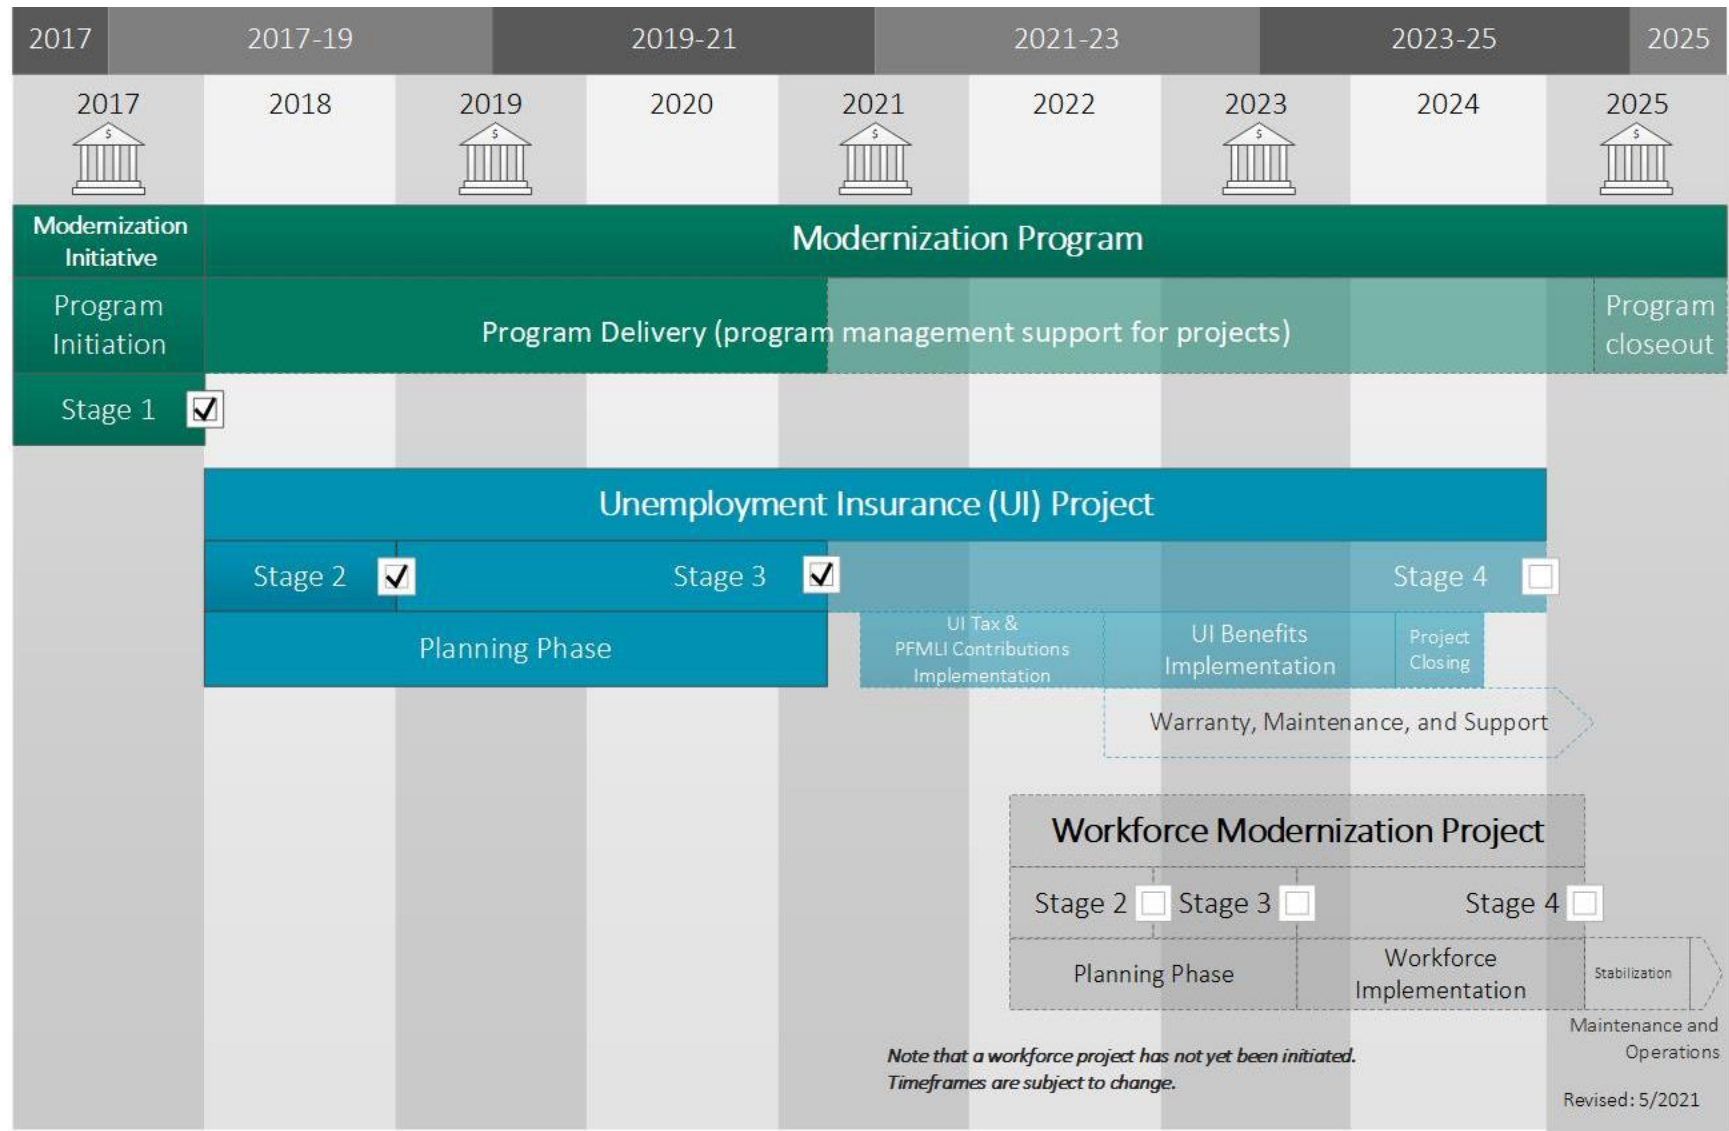 2017 2017-19 2019-21 2021-23 2023-25 2025
2017 2018 2019 2020 2021 2022 2023 2024 2025
$ $ $ $ $
Modernization
Initiative
Modernization Program
Program
Initiation
Program Delivery (program management support for projects)
Program
closeout
Stage 1
Unemployment Insurance (UI) Project
Stage 2 Stage 3 Stage 4
Planning Phase
UI Tax &
PFMLI Contributions
Implementation
UI Benefits
Implementation
Project
Closing
Warranty, Maintenance, and Support
Workforce Modernization Project
Stage 2 Stage 3 Stage 4
Planning Phase
Workforce
Implementation
Stabilization
Maintenance and
Operations
Note that a workforce project has not yet been initiated.
Timeframes are subject to change.
Revised: 5/2021